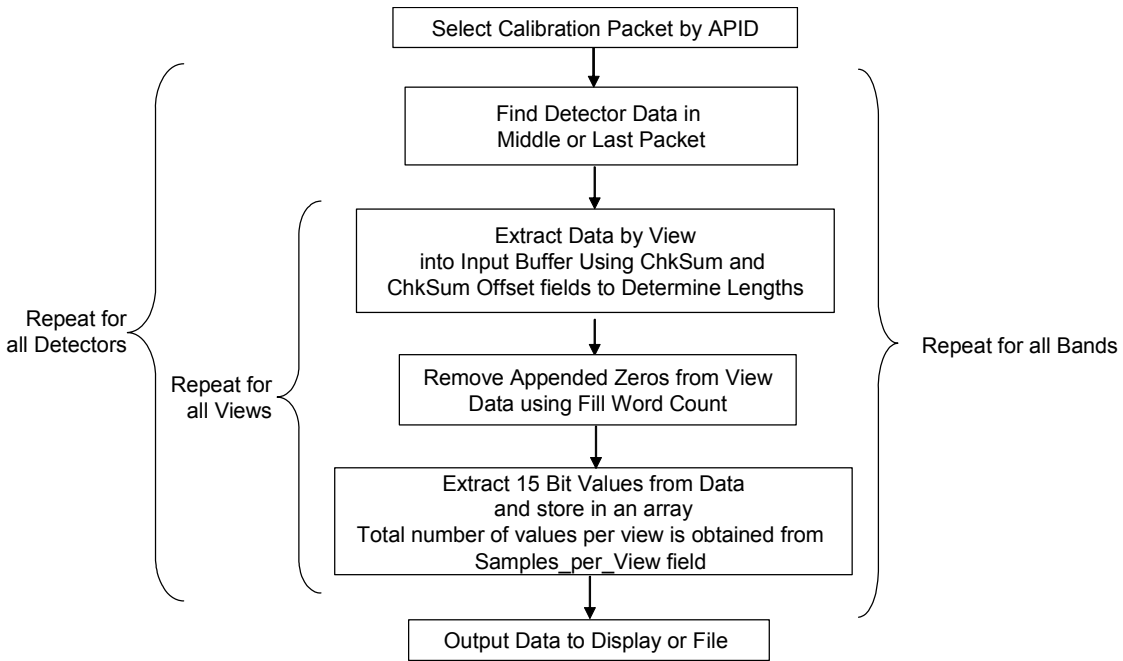 Select Calibration Packet by APID
Find Detector Data in
Middle or Last Packet
Extract Data by View
into Input Buffer Using ChkSum and
ChkSum Offset fields to Determine Lengths
Repeat for
all Detectors
Repeat for all Bands
Repeat for
all Views
Remove Appended Zeros from View
Data using Fill Word Count
Extract 15 Bit Values from Data
and store in an array
Total number of values per view is obtained from
Samples_per_View field
Output Data to Display or File